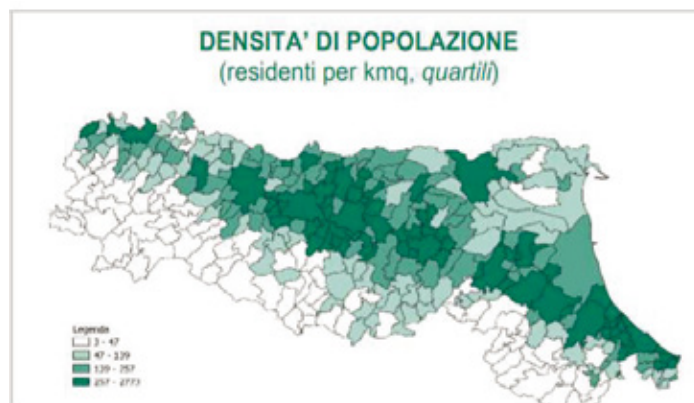 DENSITA' DI POPOLAZIONE
(residenti per kmq, quartili)
Legenda
3 - 47
47 - 139
139 - 257
257 - 2773